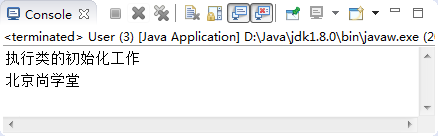 Console
<terminated> User (3) [Java Application] D:\Java\jdk1.8.0\bin\javaw.exe (20
执行类的初始化工作
北京尚学堂